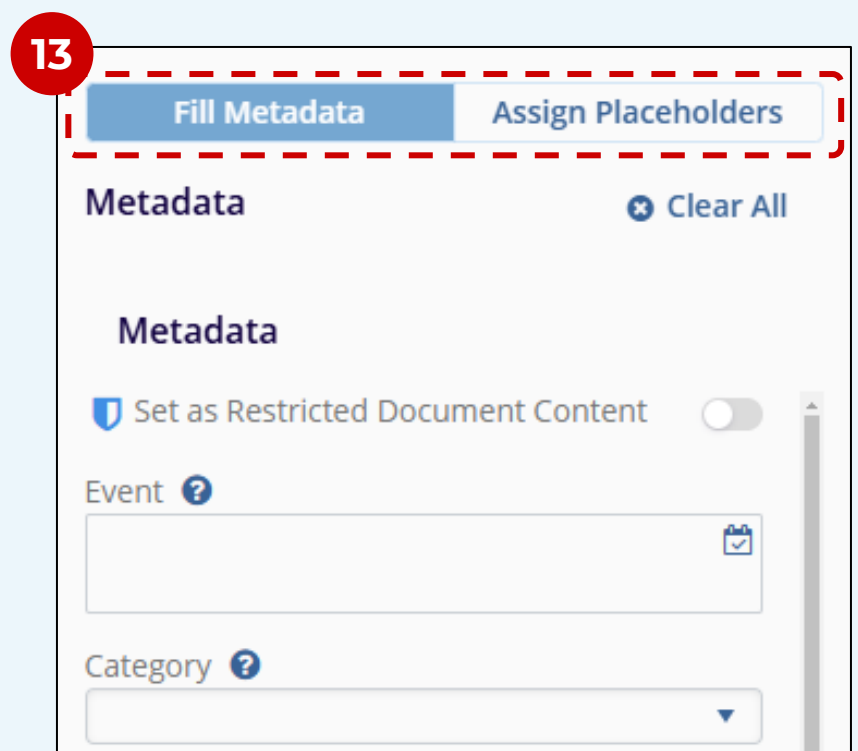 13
Fill Metadata Assign Placeholders
Metadata Clear All
Metadata
Set as Restricted Document Content
Event ?
Category ?